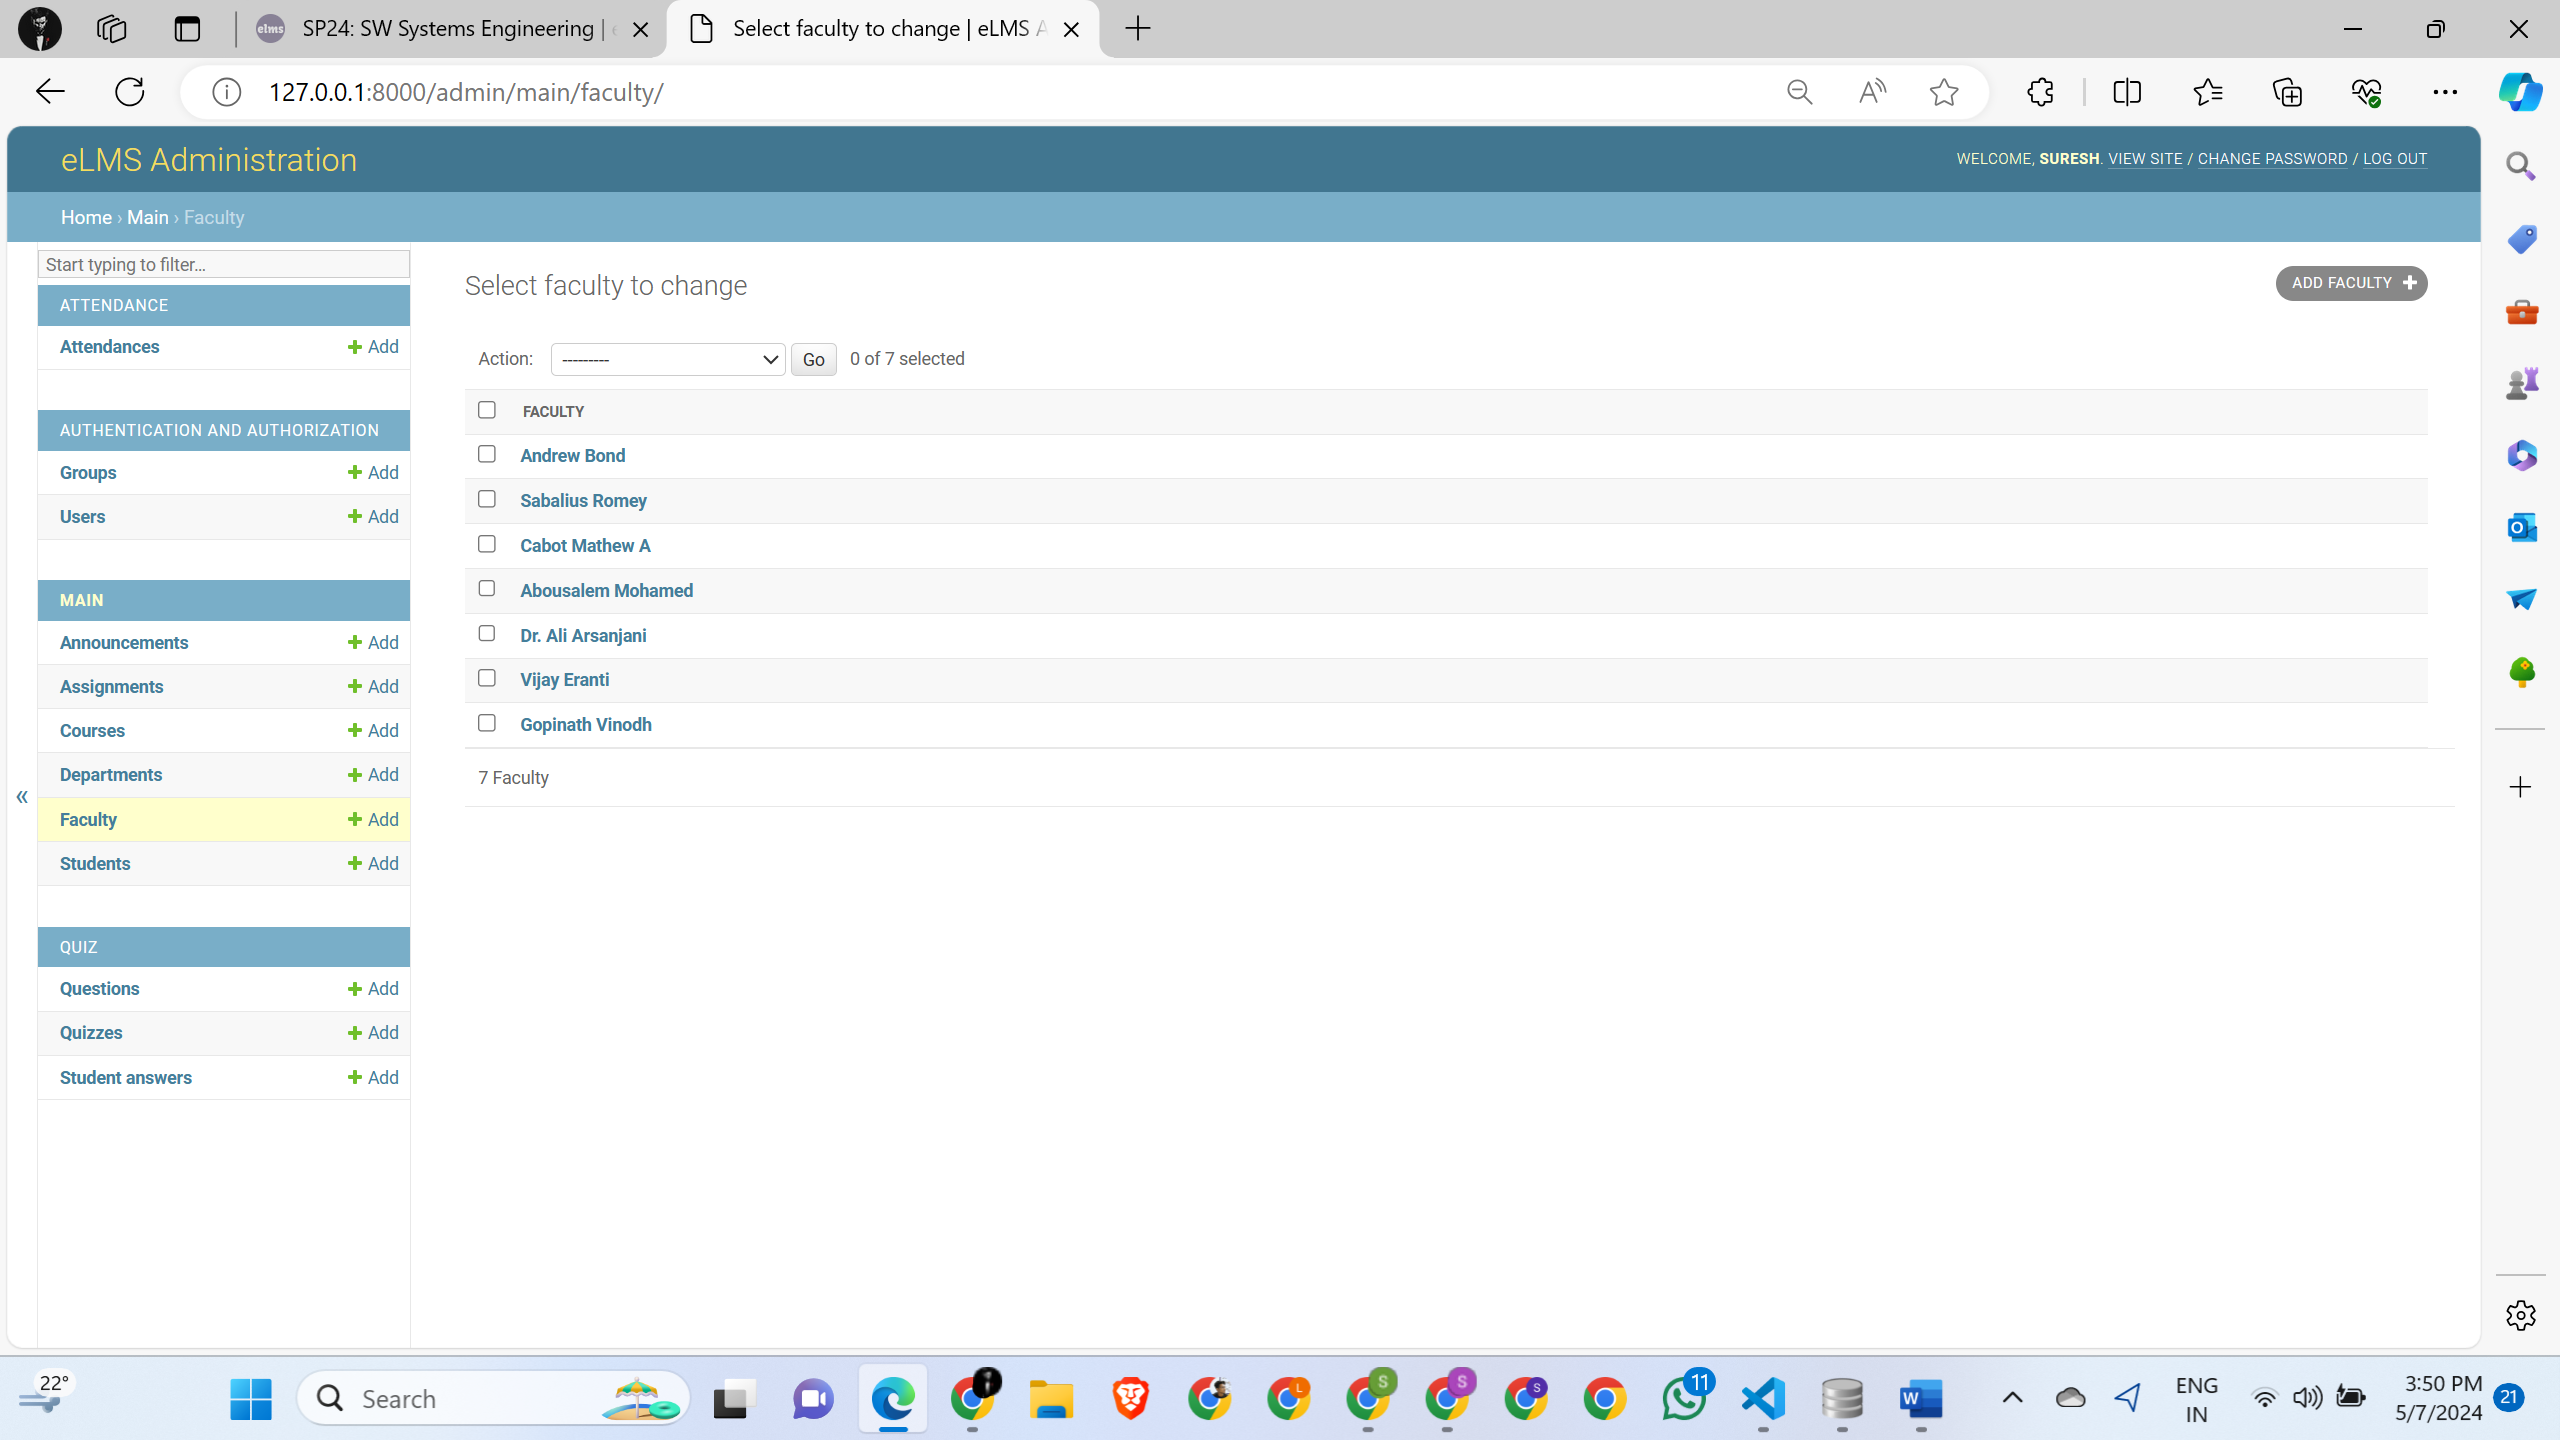 elms SP24: SW Systems Engineering |
Select faculty to change | eLMS A
127.0.0.1:8000/admin/main/faculty/
eLMS Administration
WELCOME, SURESH. VIEW SITE / CHANGE PASSWORD / LOG OUT
Home › Main › Faculty
Start typing to filter...
ATTENDANCE
Attendances Add
AUTHENTICATION AND AUTHORIZATION
Groups Add
Users Add
MAIN
Announcements Add
Assignments Add
Courses Add
Departments Add
Faculty Add
Students Add
QUIZ
Questions Add
Quizzes Add
Student answers Add
«
Select faculty to change
ADD FACULTY +
Action: --------- Go 0 of 7 selected
FACULTY
Andrew Bond
Sabalius Romey
Cabot Mathew A
Abousalem Mohamed
Dr. Ali Arsanjani
Vijay Eranti
Gopinath Vinodh
7 Faculty
22°
Search
L
S
S
S
11
W
ENG
IN
3:50 PM
5/7/2024
21